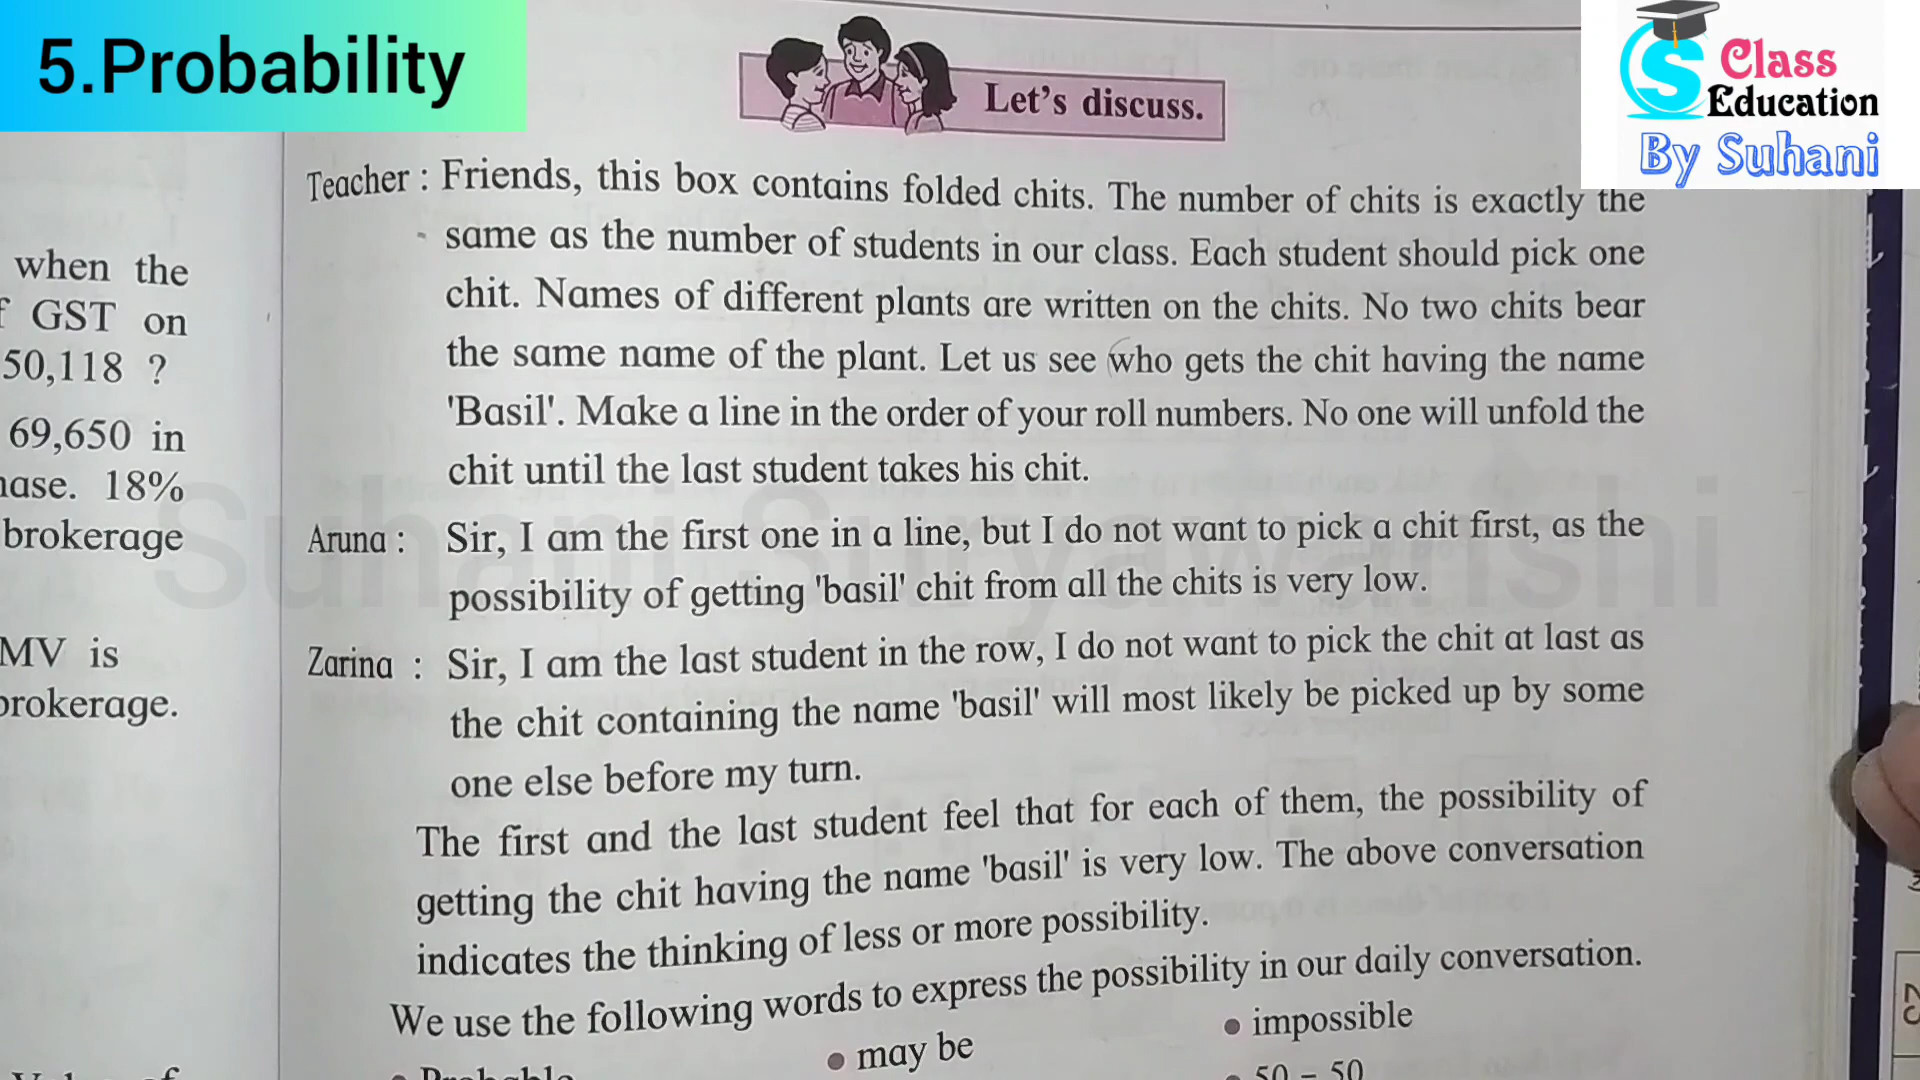 5.Probability
Let's discuss.
S Class
Education
By Suhani
Teacher : Friends, this box contains folded chits. The number of chits is exactly the
same as the number of students in our class. Each student should pick one
chit. Names of different plants are written on the chits. No two chits bear
the same name of the plant. Let us see who gets the chit having the name
'Basil'. Make a line in the order of your roll numbers. No one will unfold the
chit until the last student takes his chit.
Aruna : Sir, I am the first one in a line, but I do not want to pick a chit first, as the
possibility of getting 'basil' chit from all the chits is very low.
Zarina : Sir, I am the last student in the row, I do not want to pick the chit at last as
the chit containing the name 'basil' will most likely be picked up by some
one else before my turn.
The first and the last student feel that for each of them, the possibility of
getting the chit having the name 'basil' is very low. The above conversation
indicates the thinking of less or more possibility.
We use the following words to express the possibility in our daily conversation.
• Probable • may be • impossible
• 50 – 50
when the
GST on
50,118 ?
69,650 in
18%
brokerage
MV is
brokerage.
Suhani Suryawanshi
23